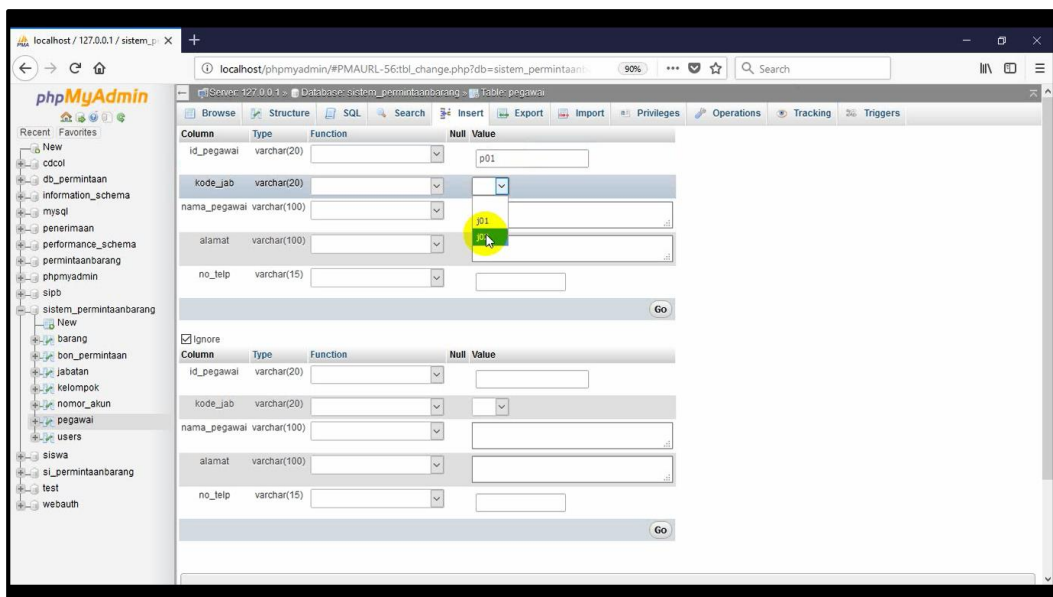 localhost / 127.0.0.1 / sistem_p
localhost/phpmyadmin/#PMAURL-56:tbl_change.php?db=sistem_permintaanb
90%
Search
phpMyAdmin
Recent Favorites
New
cdcol
db_permintaan
information_schema
mysql
penerimaan
performance_schema
permintaanbarang
phpmyadmin
sipb
sistem_permintaanbarang
New
barang
bon_permintaan
jabatan
kelompok
nomor_akun
pegawai
users
siswa
si_permintaanbarang
test
webauth
Server: 127.0.0.1 » Database: sistem_permintaanbarang » Table: pegawai
Browse Structure SQL Search Insert Export Import Privileges Operations Tracking Triggers
Column Type Function Null Value
id_pegawai varchar(20) p01
kode_jab varchar(20)
nama_pegawai varchar(100)
j01
alamat varchar(100)
no_telp varchar(15)
Go
Ignore
Column Type Function Null Value
id_pegawai varchar(20)
kode_jab varchar(20)
nama_pegawai varchar(100)
alamat varchar(100)
no_telp varchar(15)
Go